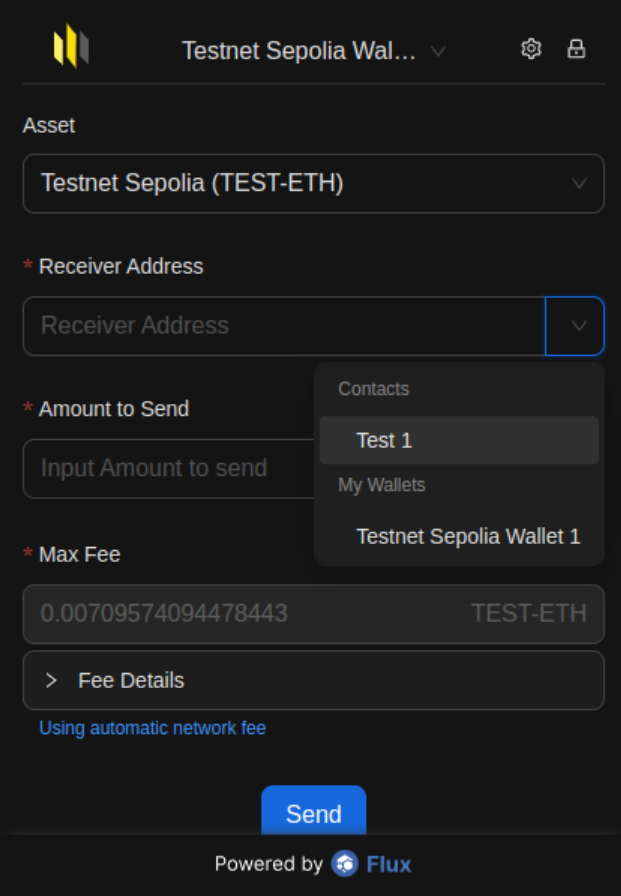 Testnet Sepolia Wal...
Asset
Testnet Sepolia (TEST-ETH)
* Receiver Address
Receiver Address
Contacts
Test 1
My Wallets
Testnet Sepolia Wallet 1
* Amount to Send
Input Amount to send
* Max Fee
0.00709574094478443 TEST-ETH
> Fee Details
Using automatic network fee
Send
Powered by Flux